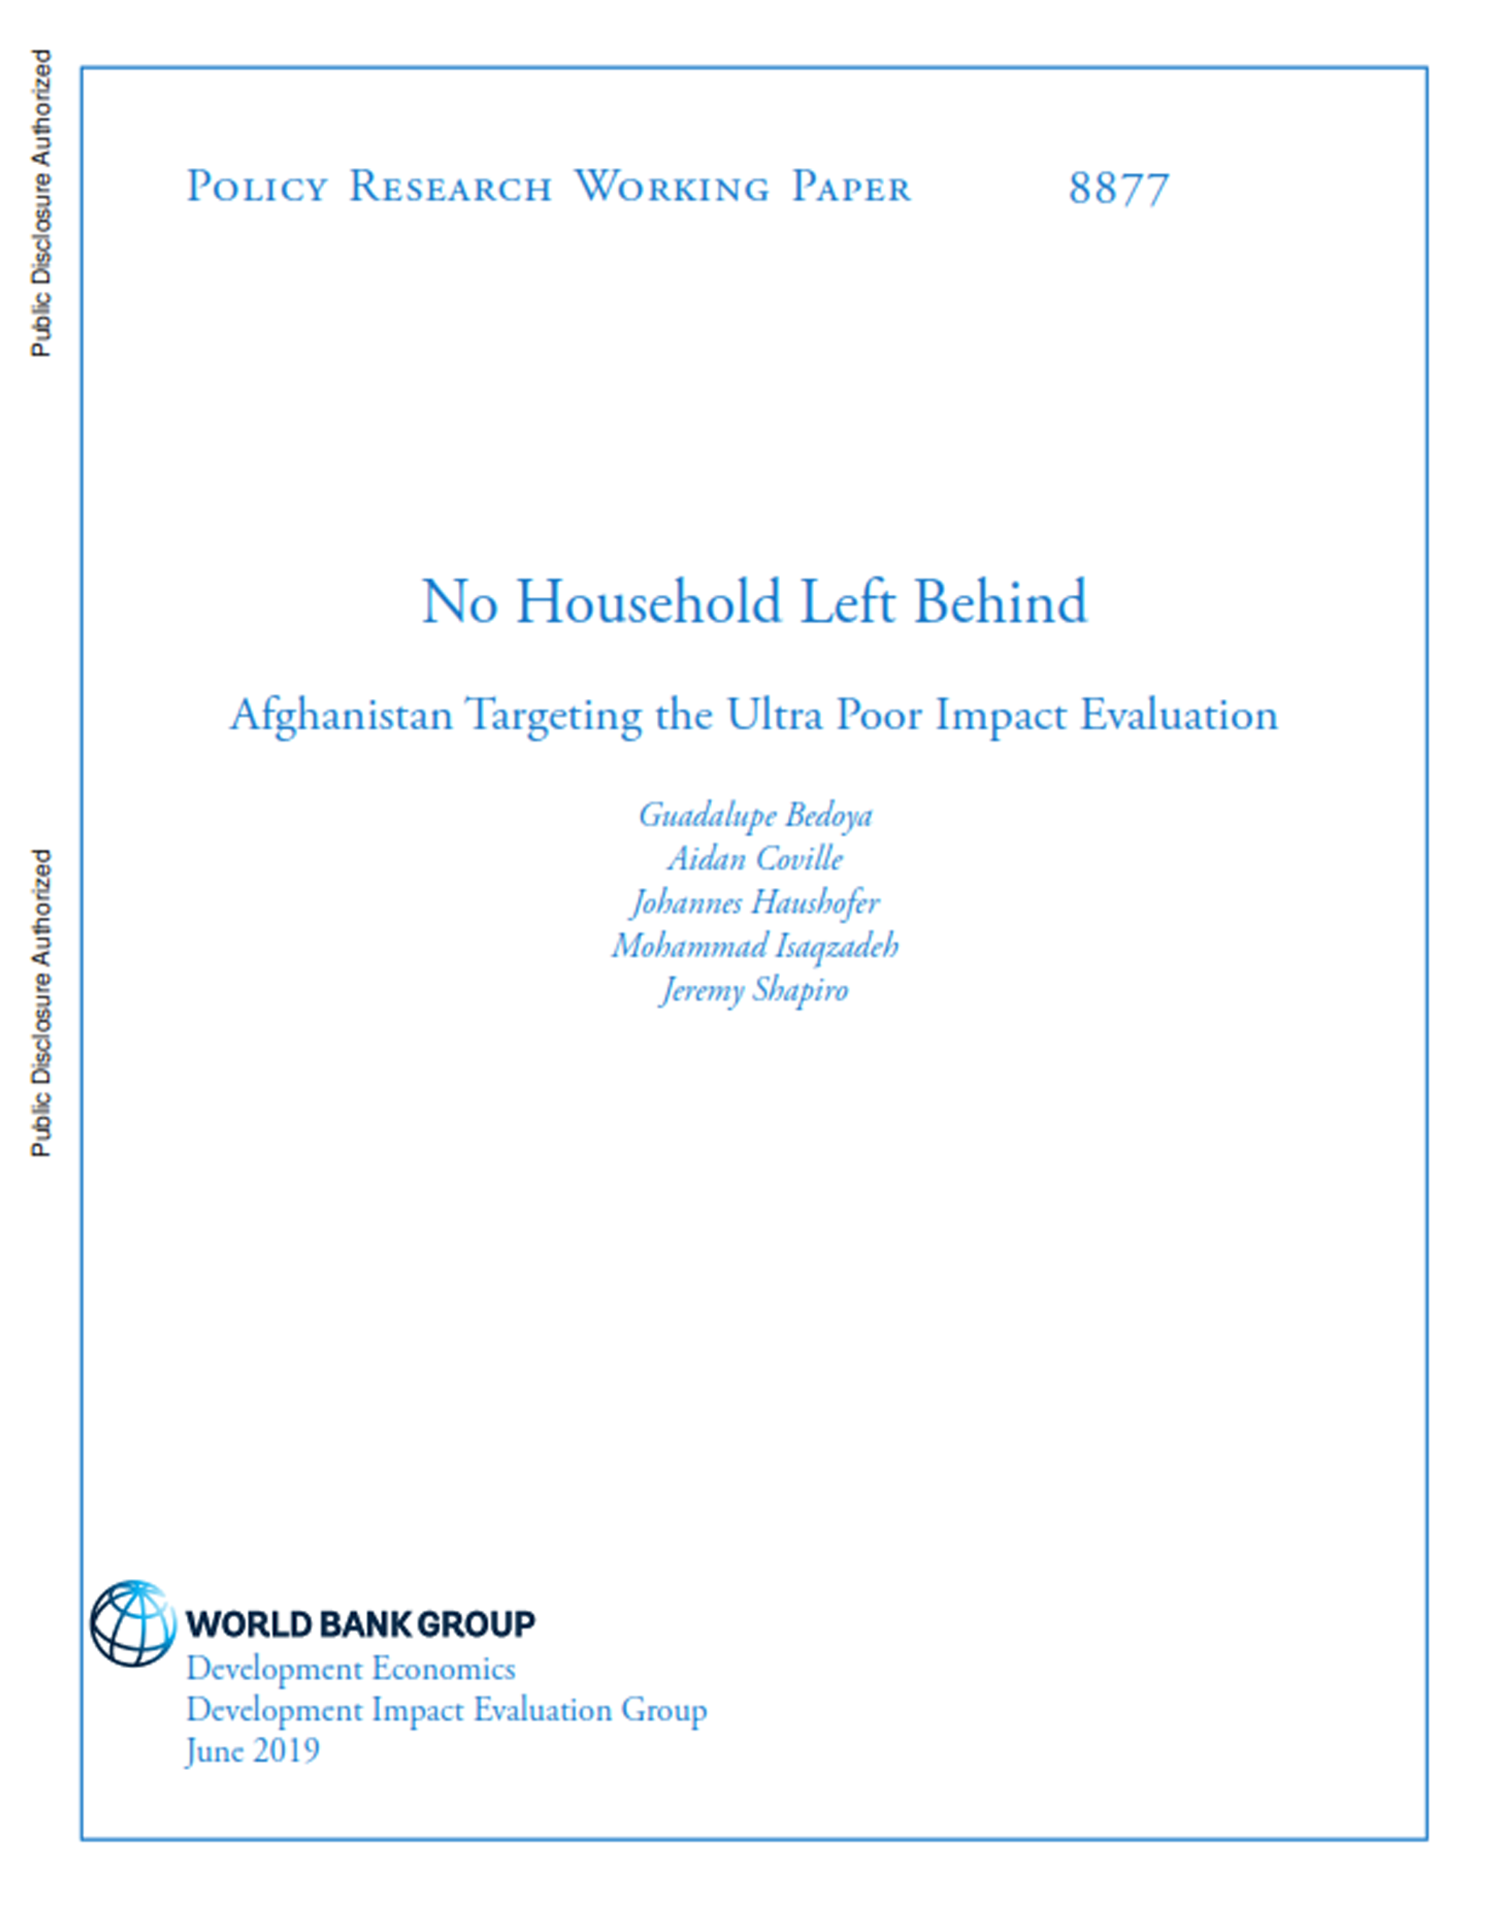 Public Disclosure Authorized
Public Disclosure Authorized
POLICY RESEARCH WORKING PAPER 8877
No Household Left Behind
Afghanistan Targeting the Ultra Poor Impact Evaluation
Guadalupe Bedoya
Aidan Coville
Johannes Haushofer
Mohammad Isaqzadeh
Jeremy Shapiro
WORLD BANK GROUP
Development Economics
Development Impact Evaluation Group
June 2019